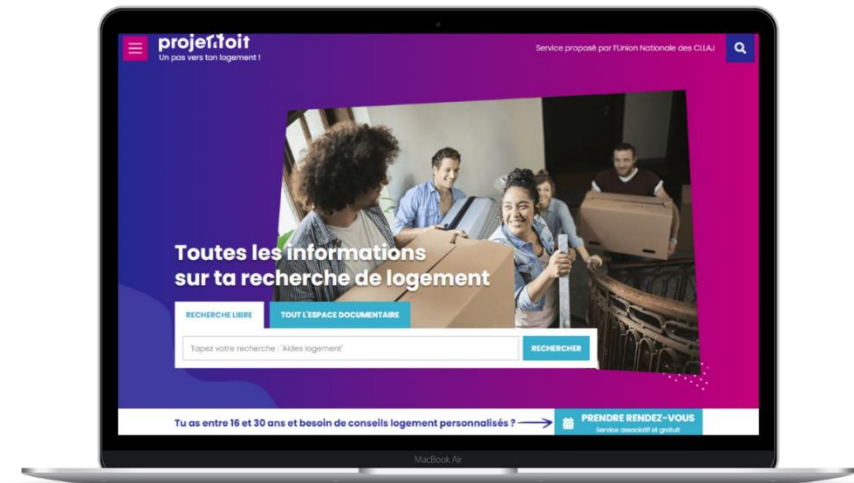 projet.toit
Un pas vers ton logement !
Service proposé par l'Union Nationale des CLLAJ
Toutes les informations
sur ta recherche de logement
RECHERCHE LIBRE
TOUT L'ESPACE DOCUMENTAIRE
Tapez votre recherche : 'Aides logement'
RECHERCHER
Tu as entre 16 et 30 ans et besoin de conseils logement personnalisés ?
PRENDRE RENDEZ-VOUS
Service associatif et gratuit
MacBook Air